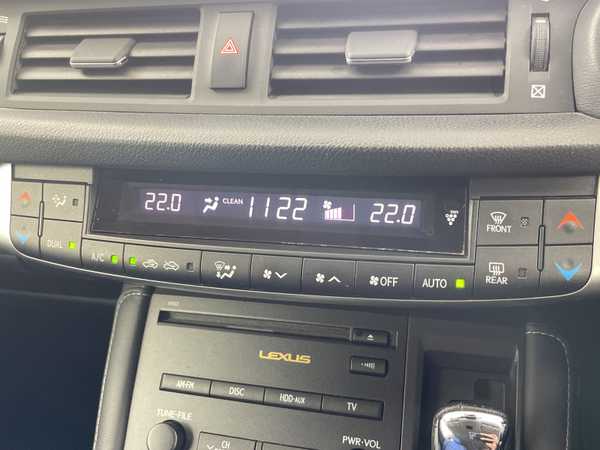 22.0 CLEAN 1122 22.0
FRONT
DUAL
A/C OFF AUTO REAR
LEXUS
AM·FM DISC HDD·AUX TV
TUNE·FILE
CH PWR·VOL